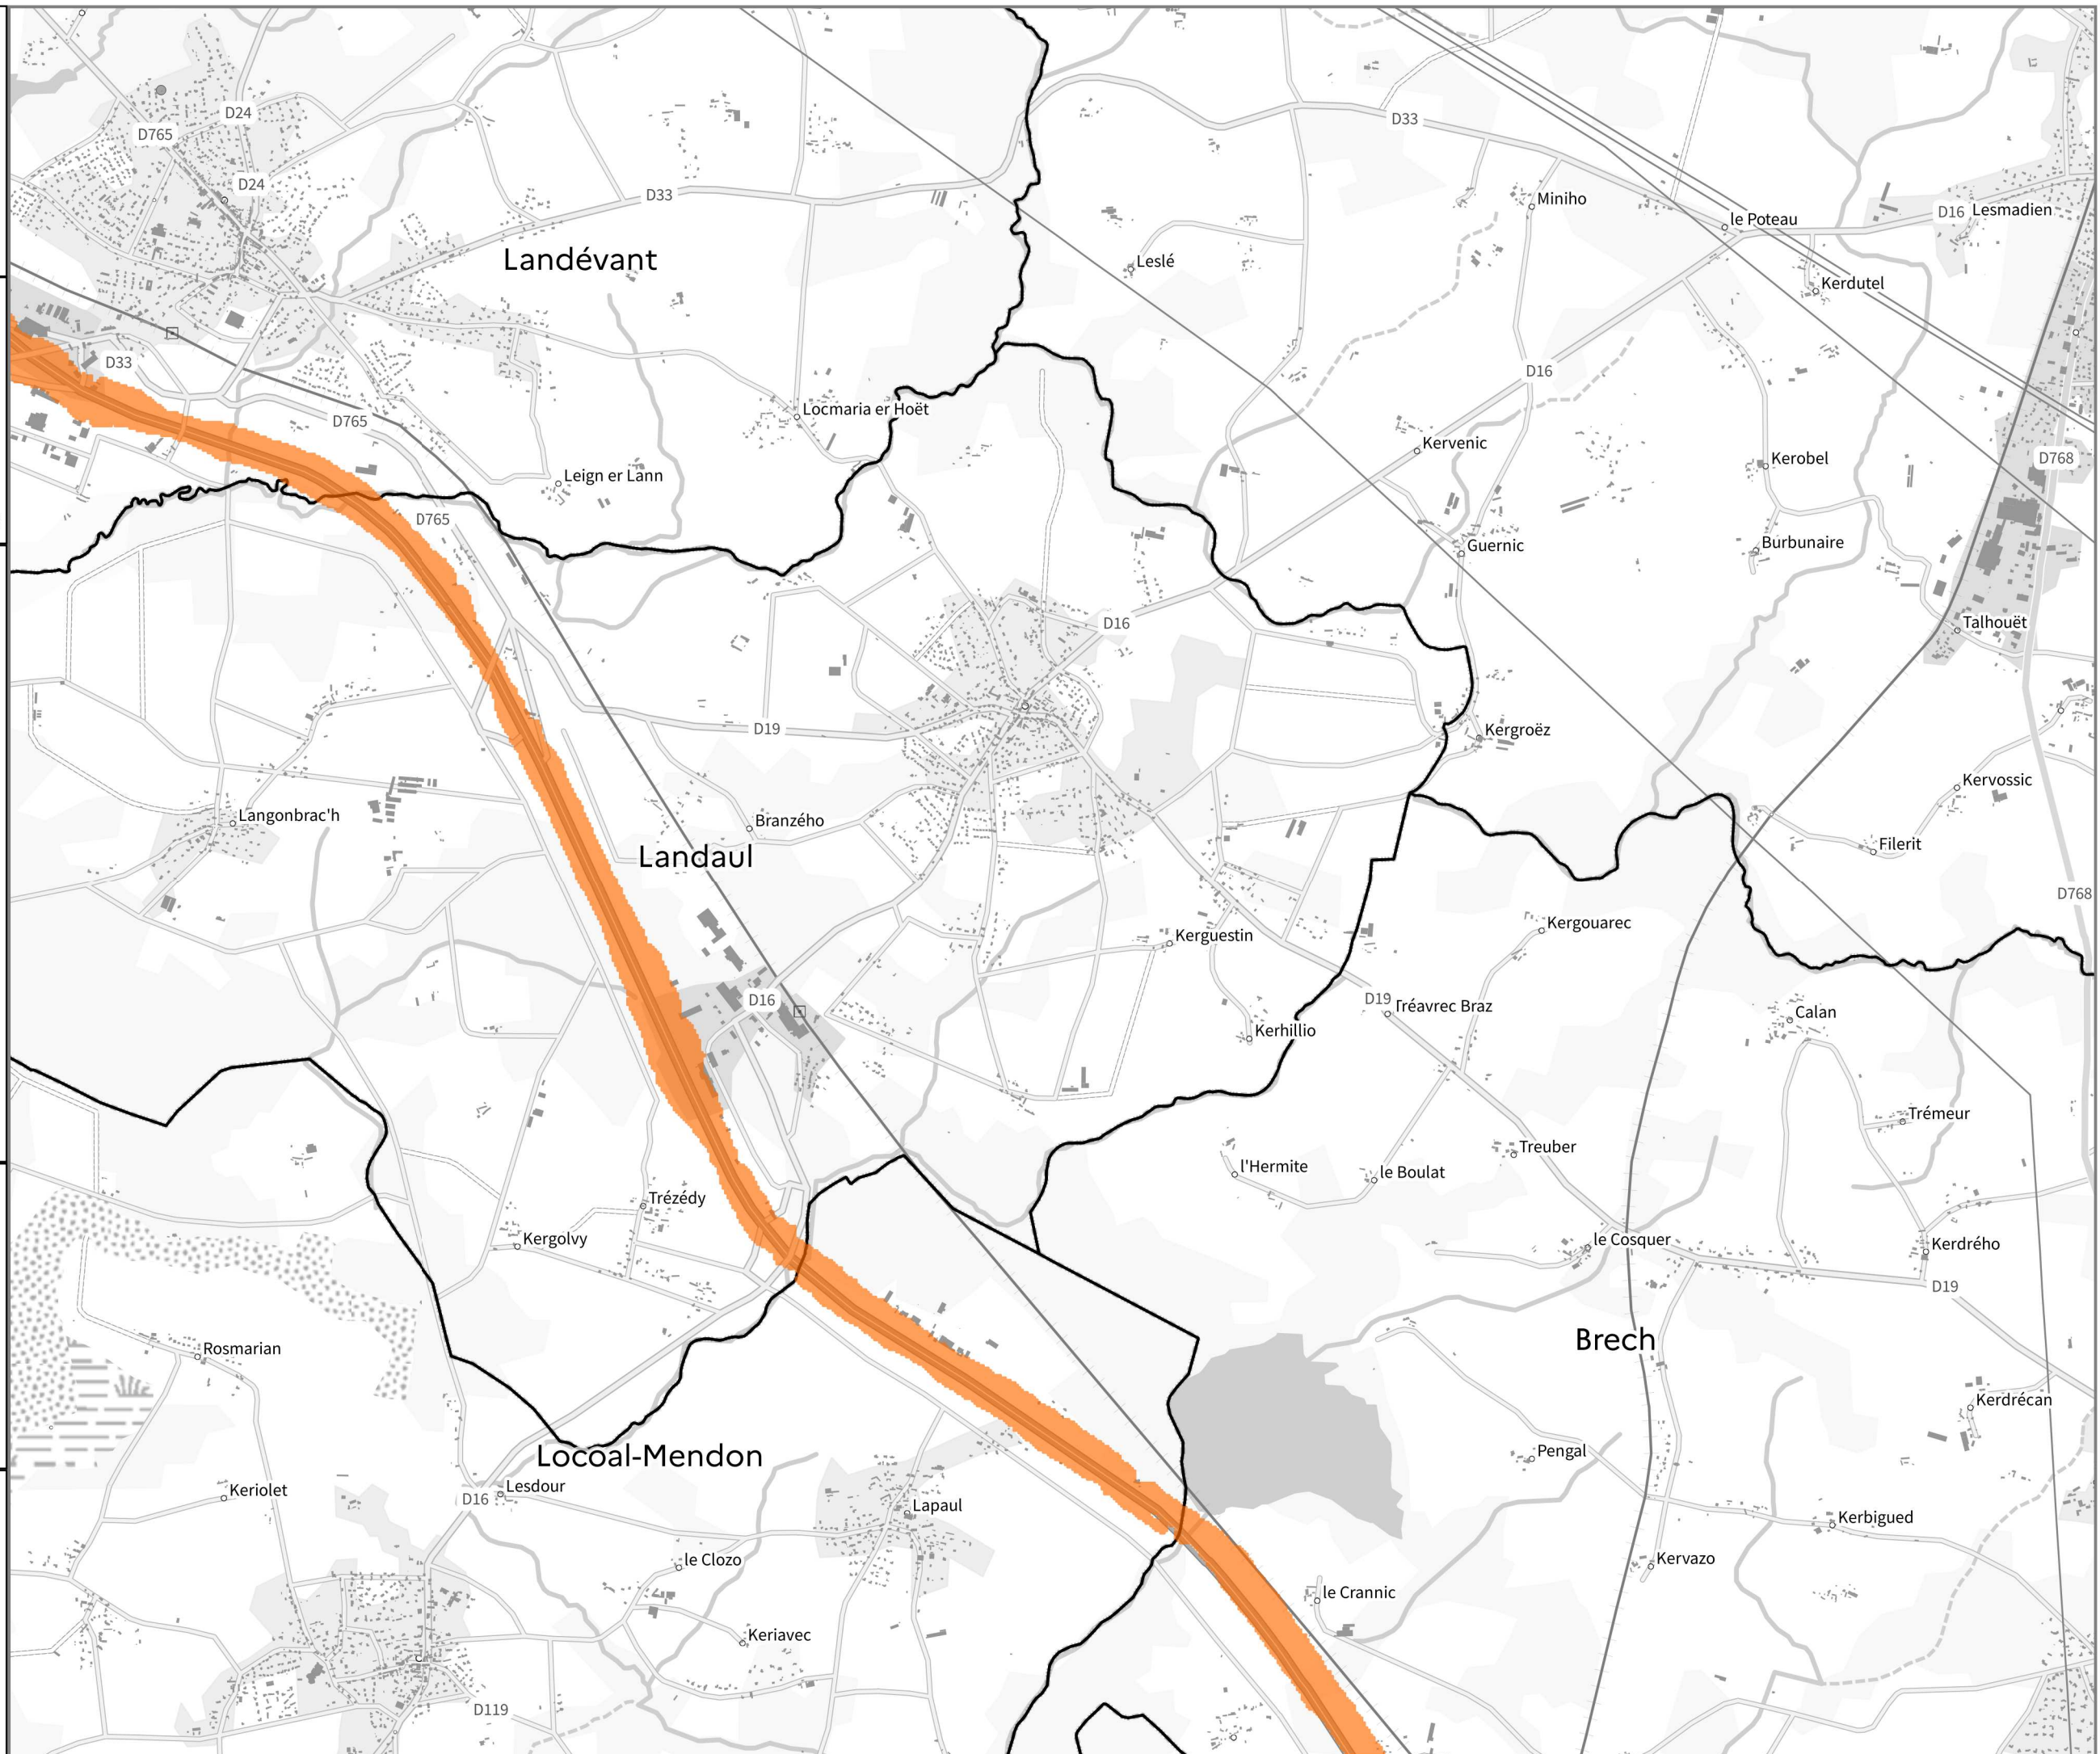 D24
D33
D765
D24
D33
Miniho
le Poteau
D16
Lesmadien
Landévant
Leslé
Kerdutel
D33
D16
Locmaria er Hoët
D765
Kervenic
Kerobel
D768
Leign er Lann
D765
Guernic
Burbunaire
D16
Talhouët
D19
Kergroëz
Kervossic
Langonbrac'h
Branzého
Landaul
Filerit
D768
Kergouarec
Kerguestin
D16
D19
Tréavrec Braz
Calan
Kerhillio
Trémeur
Treuber
l'Hermite
le Boulat
Trézédy
Kergolvy
le Cosquer
Kerdrého
D19
Brech
Rosmarian
Kerdrécan
Locoal-Mendon
Pengal
Keriolet
Lesdour
D16
Lapaul
Kerbigued
le Clozo
Kervazo
le Crannic
Keriavec
D119